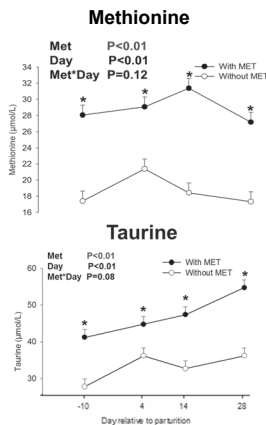 Methionine
Met P<0.01
Day P<0.01
Met*Day P=0.12
With MET
Without MET
Methionine (µmol/L)
34
32
30
28
26
24
22
20
18
16
* * * *
Taurine
Met P<0.01
Day P<0.01
Met*Day P=0.08
With MET
Without MET
Taurine (µmol/L)
60
50
40
30
* * * *
-10 4 14 28
Day relative to parturition